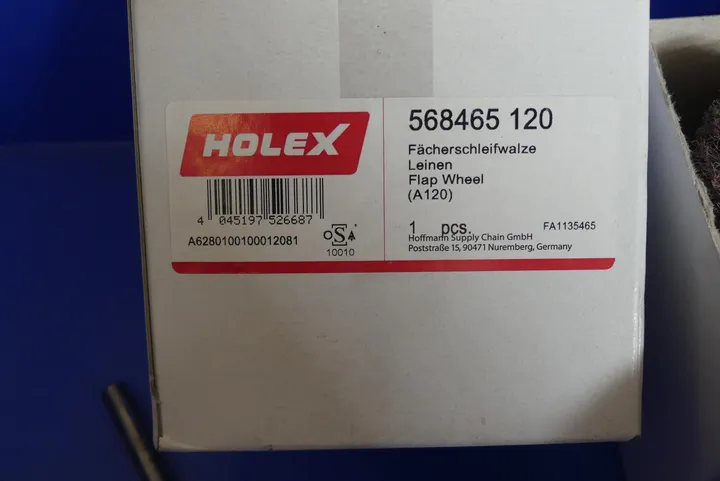 HOLEX
4 045197 526687
A6280100100012081
oSa
10010
568465 120
Fächerschleifwalze
Leinen
Flap Wheel
(A120)
1 pcs.
FA1135465
Hoffmann Supply Chain GmbH
Poststraße 15, 90471 Nuremberg, Germany